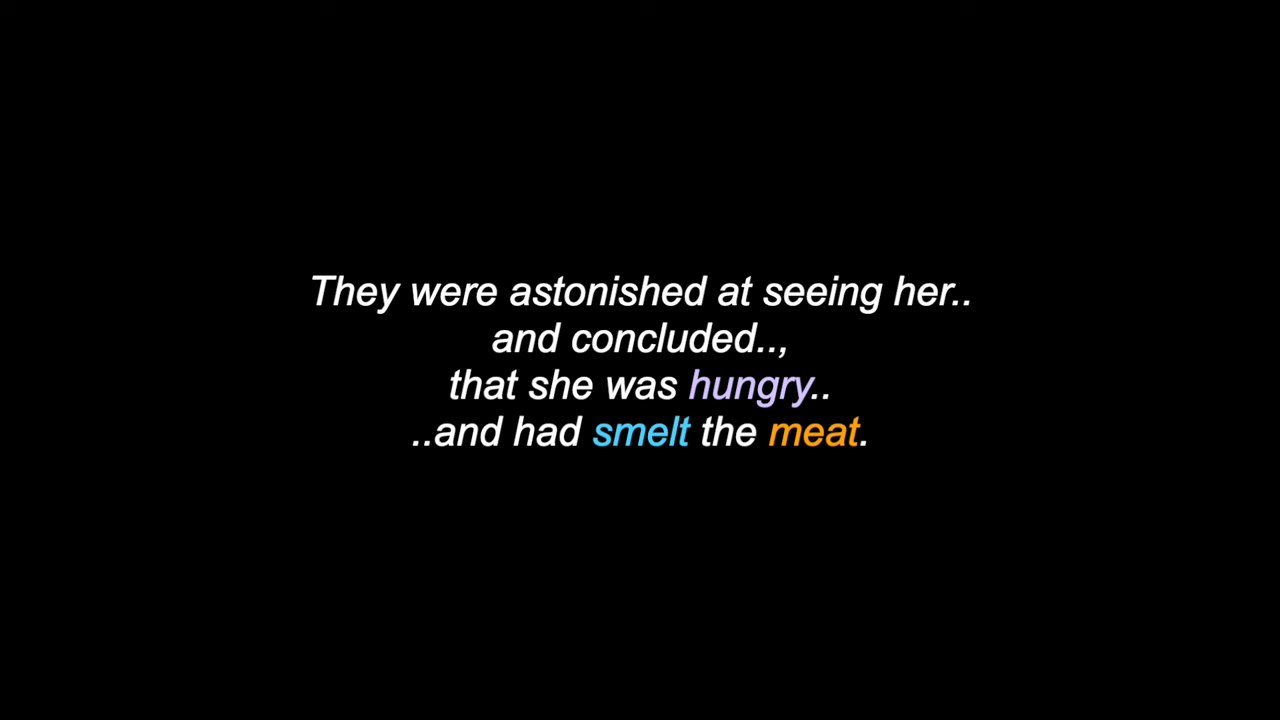 They were astonished at seeing her..
and concluded..,
that she was hungry..
..and had smelt the meat.